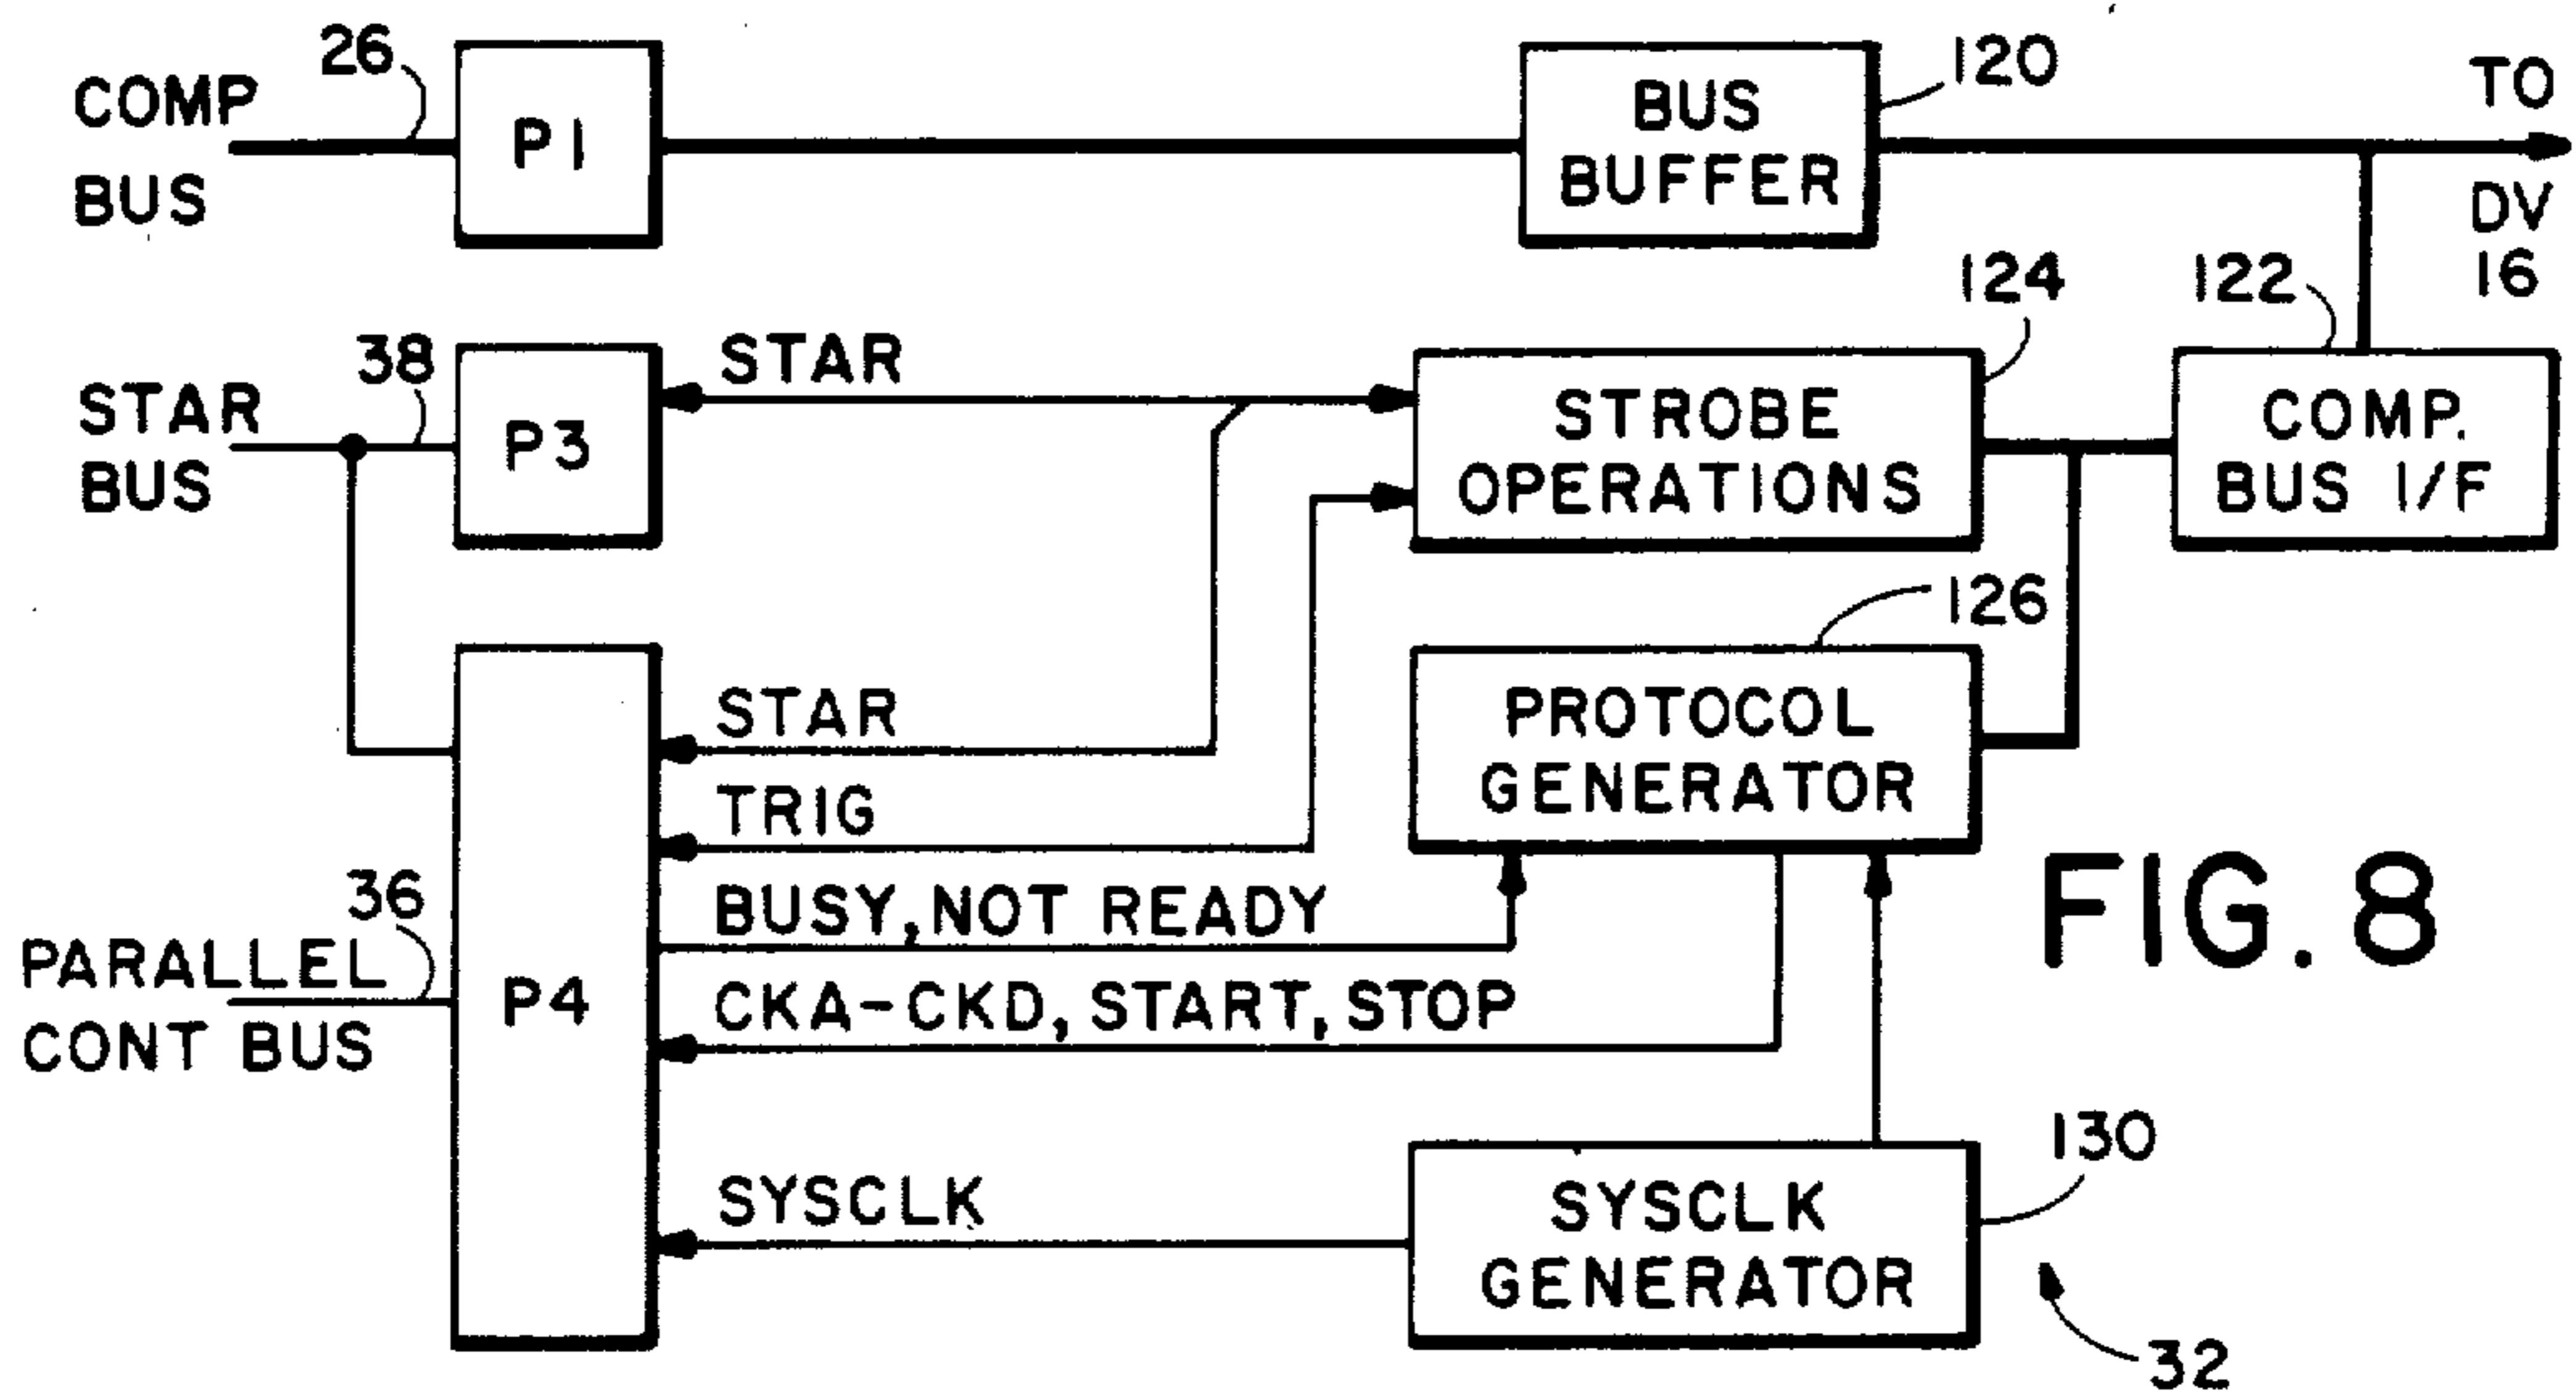 26
COMP
BUS
P1
BUS
BUFFER
120
TO
DV
16
STAR
BUS
38
P3
STAR
STROBE
OPERATIONS
124
122
COMP.
BUS I/F
126
PROTOCOL
GENERATOR
STAR
TRIG
BUSY, NOT READY
CKA-CKD, START, STOP
SYSCLK
PARALLEL
CONT BUS
36
P4
SYSCLK
GENERATOR
130
32
FIG. 8